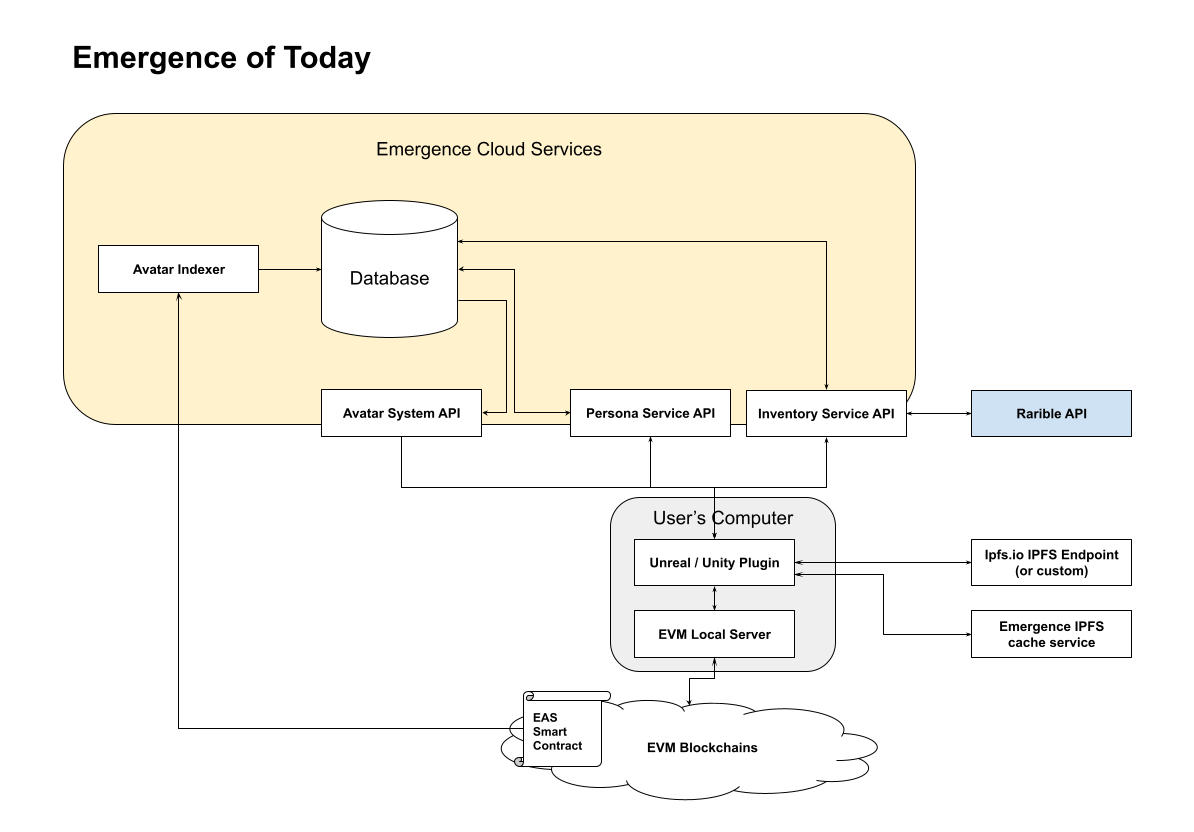 Emergence of Today
Emergence Cloud Services
Avatar Indexer
Database
Avatar System API
Persona Service API
Inventory Service API
Rarible API
User's Computer
Unreal / Unity Plugin
Ipfs.io IPFS Endpoint
(or custom)
EVM Local Server
Emergence IPFS
cache service
EAS
Smart
Contract
EVM Blockchains